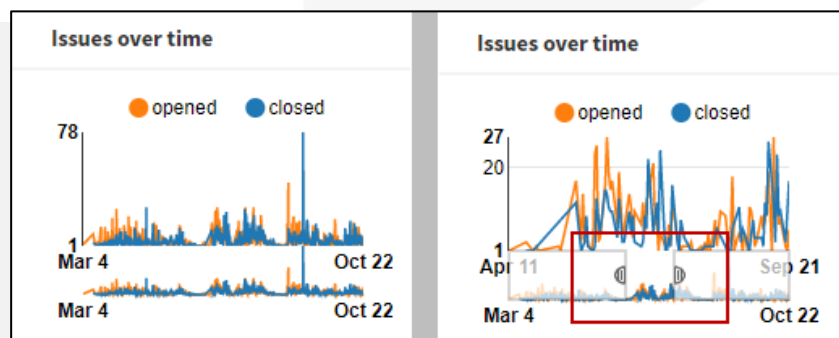 Issues over time
opened closed
78
1
Mar 4 Oct 22
Mar 4 Oct 22
Issues over time
opened closed
27
20
1
Apr 11 Sep 21
Mar 4 Oct 22